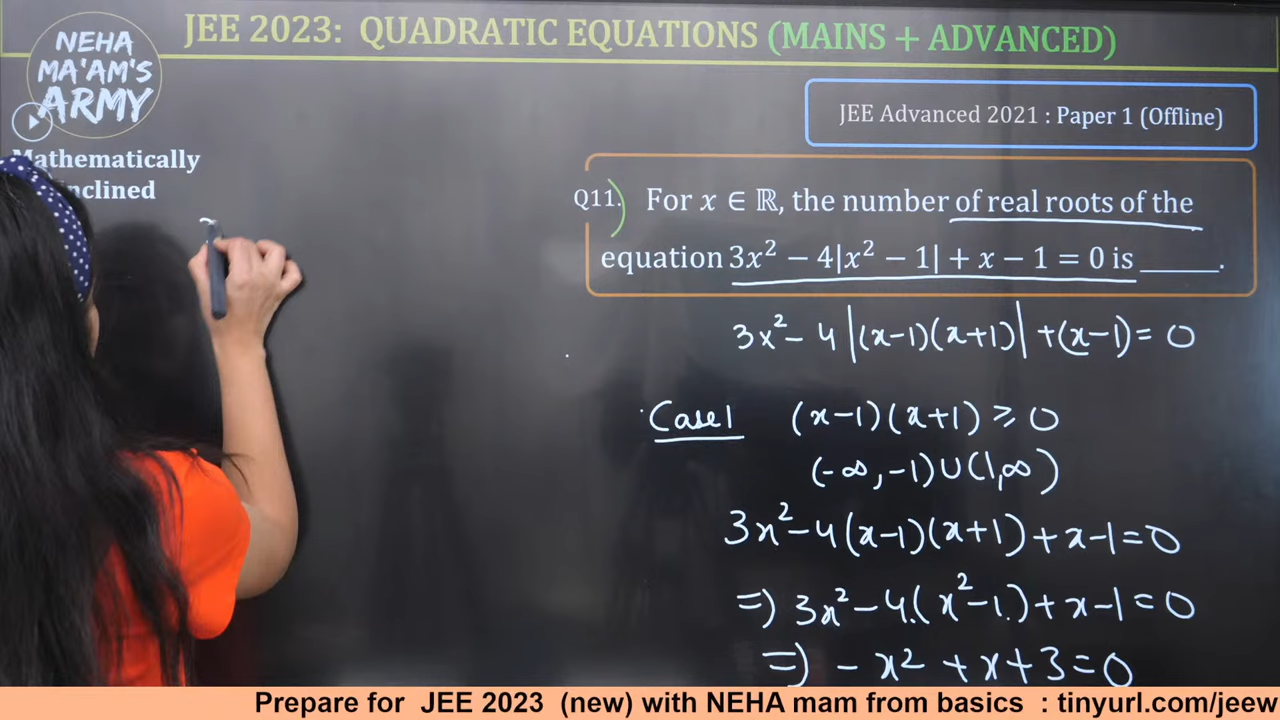 NEHA
MA'AM'S
ARMY
Mathematically
Inclined
JEE 2023: QUADRATIC EQUATIONS (MAINS + ADVANCED)
JEE Advanced 2021 : Paper 1 (Offline)
Q11. For x ∈ ℝ, the number of real roots of the
equation 3x² − 4|x² − 1| + x − 1 = 0 is _____.
3x² − 4 |(x−1)(x+1)| + (x−1) = 0
Case 1 (x−1)(x+1) ≥ 0
(-∞, -1) ∪ (1, ∞)
3x² − 4(x−1)(x+1) + x−1 = 0
⇒) 3x² − 4.(x²−1.) + x−1 = 0
⇒) − x² + x + 3 = 0
Prepare for JEE 2023 (new) with NEHA mam from basics : tinyurl.com/jeew